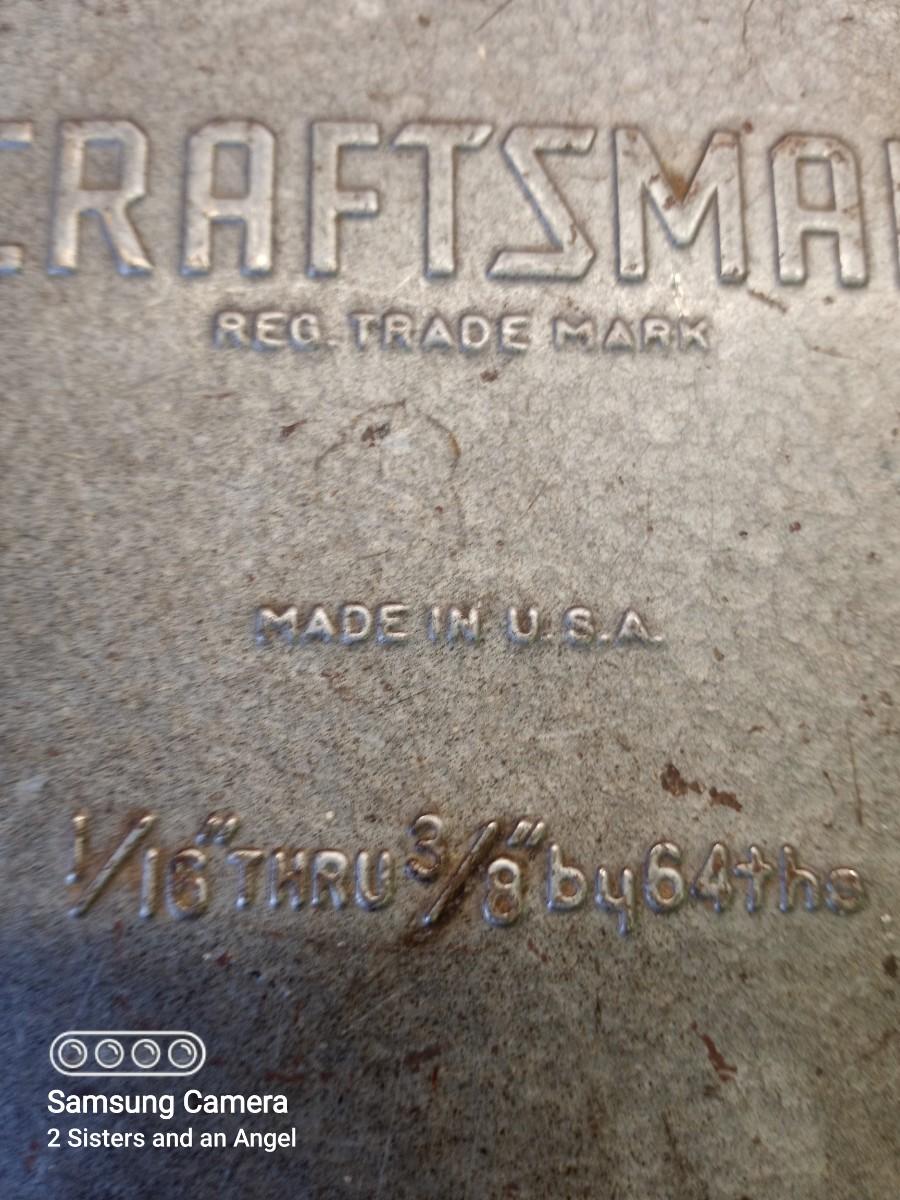 CRAFTSMA
REG. TRADE MARK
MADE IN U.S.A.
1/16" THRU 3/8" by 64ths
Samsung Camera
2 Sisters and an Angel